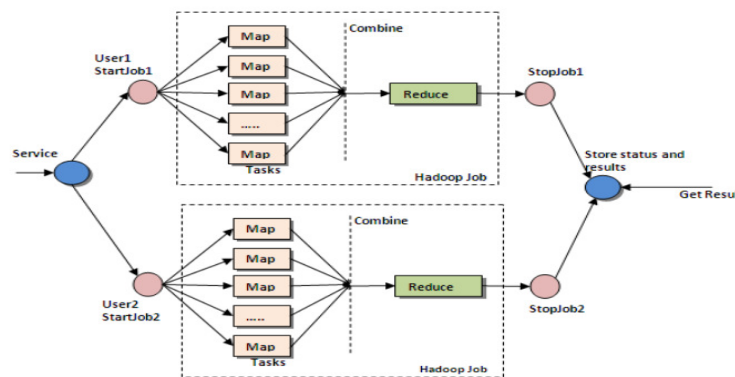 Map
Combine
User1
StartJob1
Map
StopJob1
Map
Reduce
.....
Service
Map
Store status and
results
Tasks
Hadoop Job
Get Resu
Map
Combine
Map
Map
Reduce
User2
StartJob2
.....
StopJob2
Map
Tasks
Hadoop Job